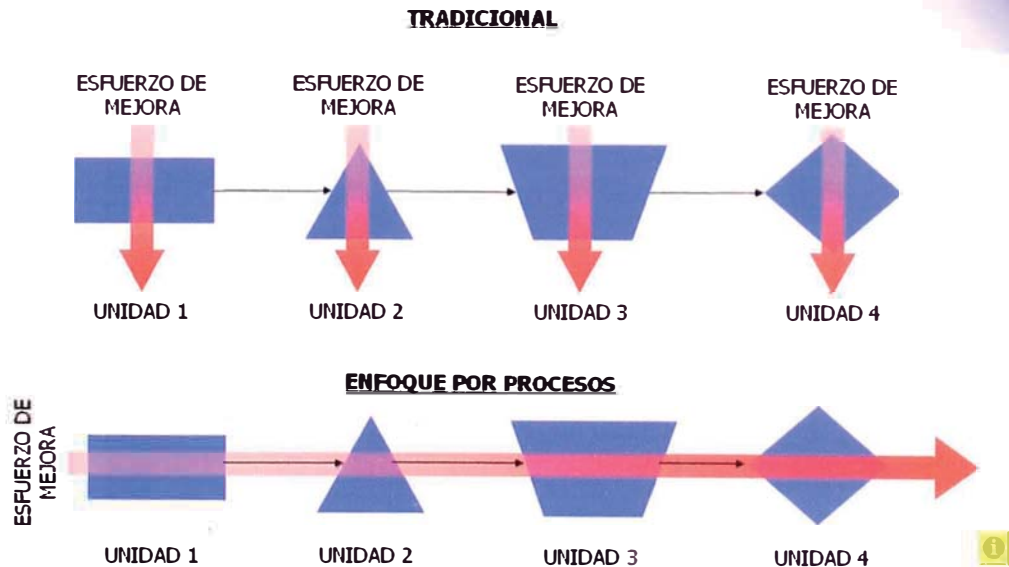 TRADICIONAL
ESFUERZO DE
MEJORA
ESFUERZO DE
MEJORA
ESFUERZO DE
MEJORA
ESFUERZO DE
MEJORA
UNIDAD 1
UNIDAD 2
UNIDAD 3
UNIDAD 4
ENFOQUE POR PROCESOS
ESFUERZO DE
MEJORA
UNIDAD 1
UNIDAD 2
UNIDAD 3
UNIDAD 4